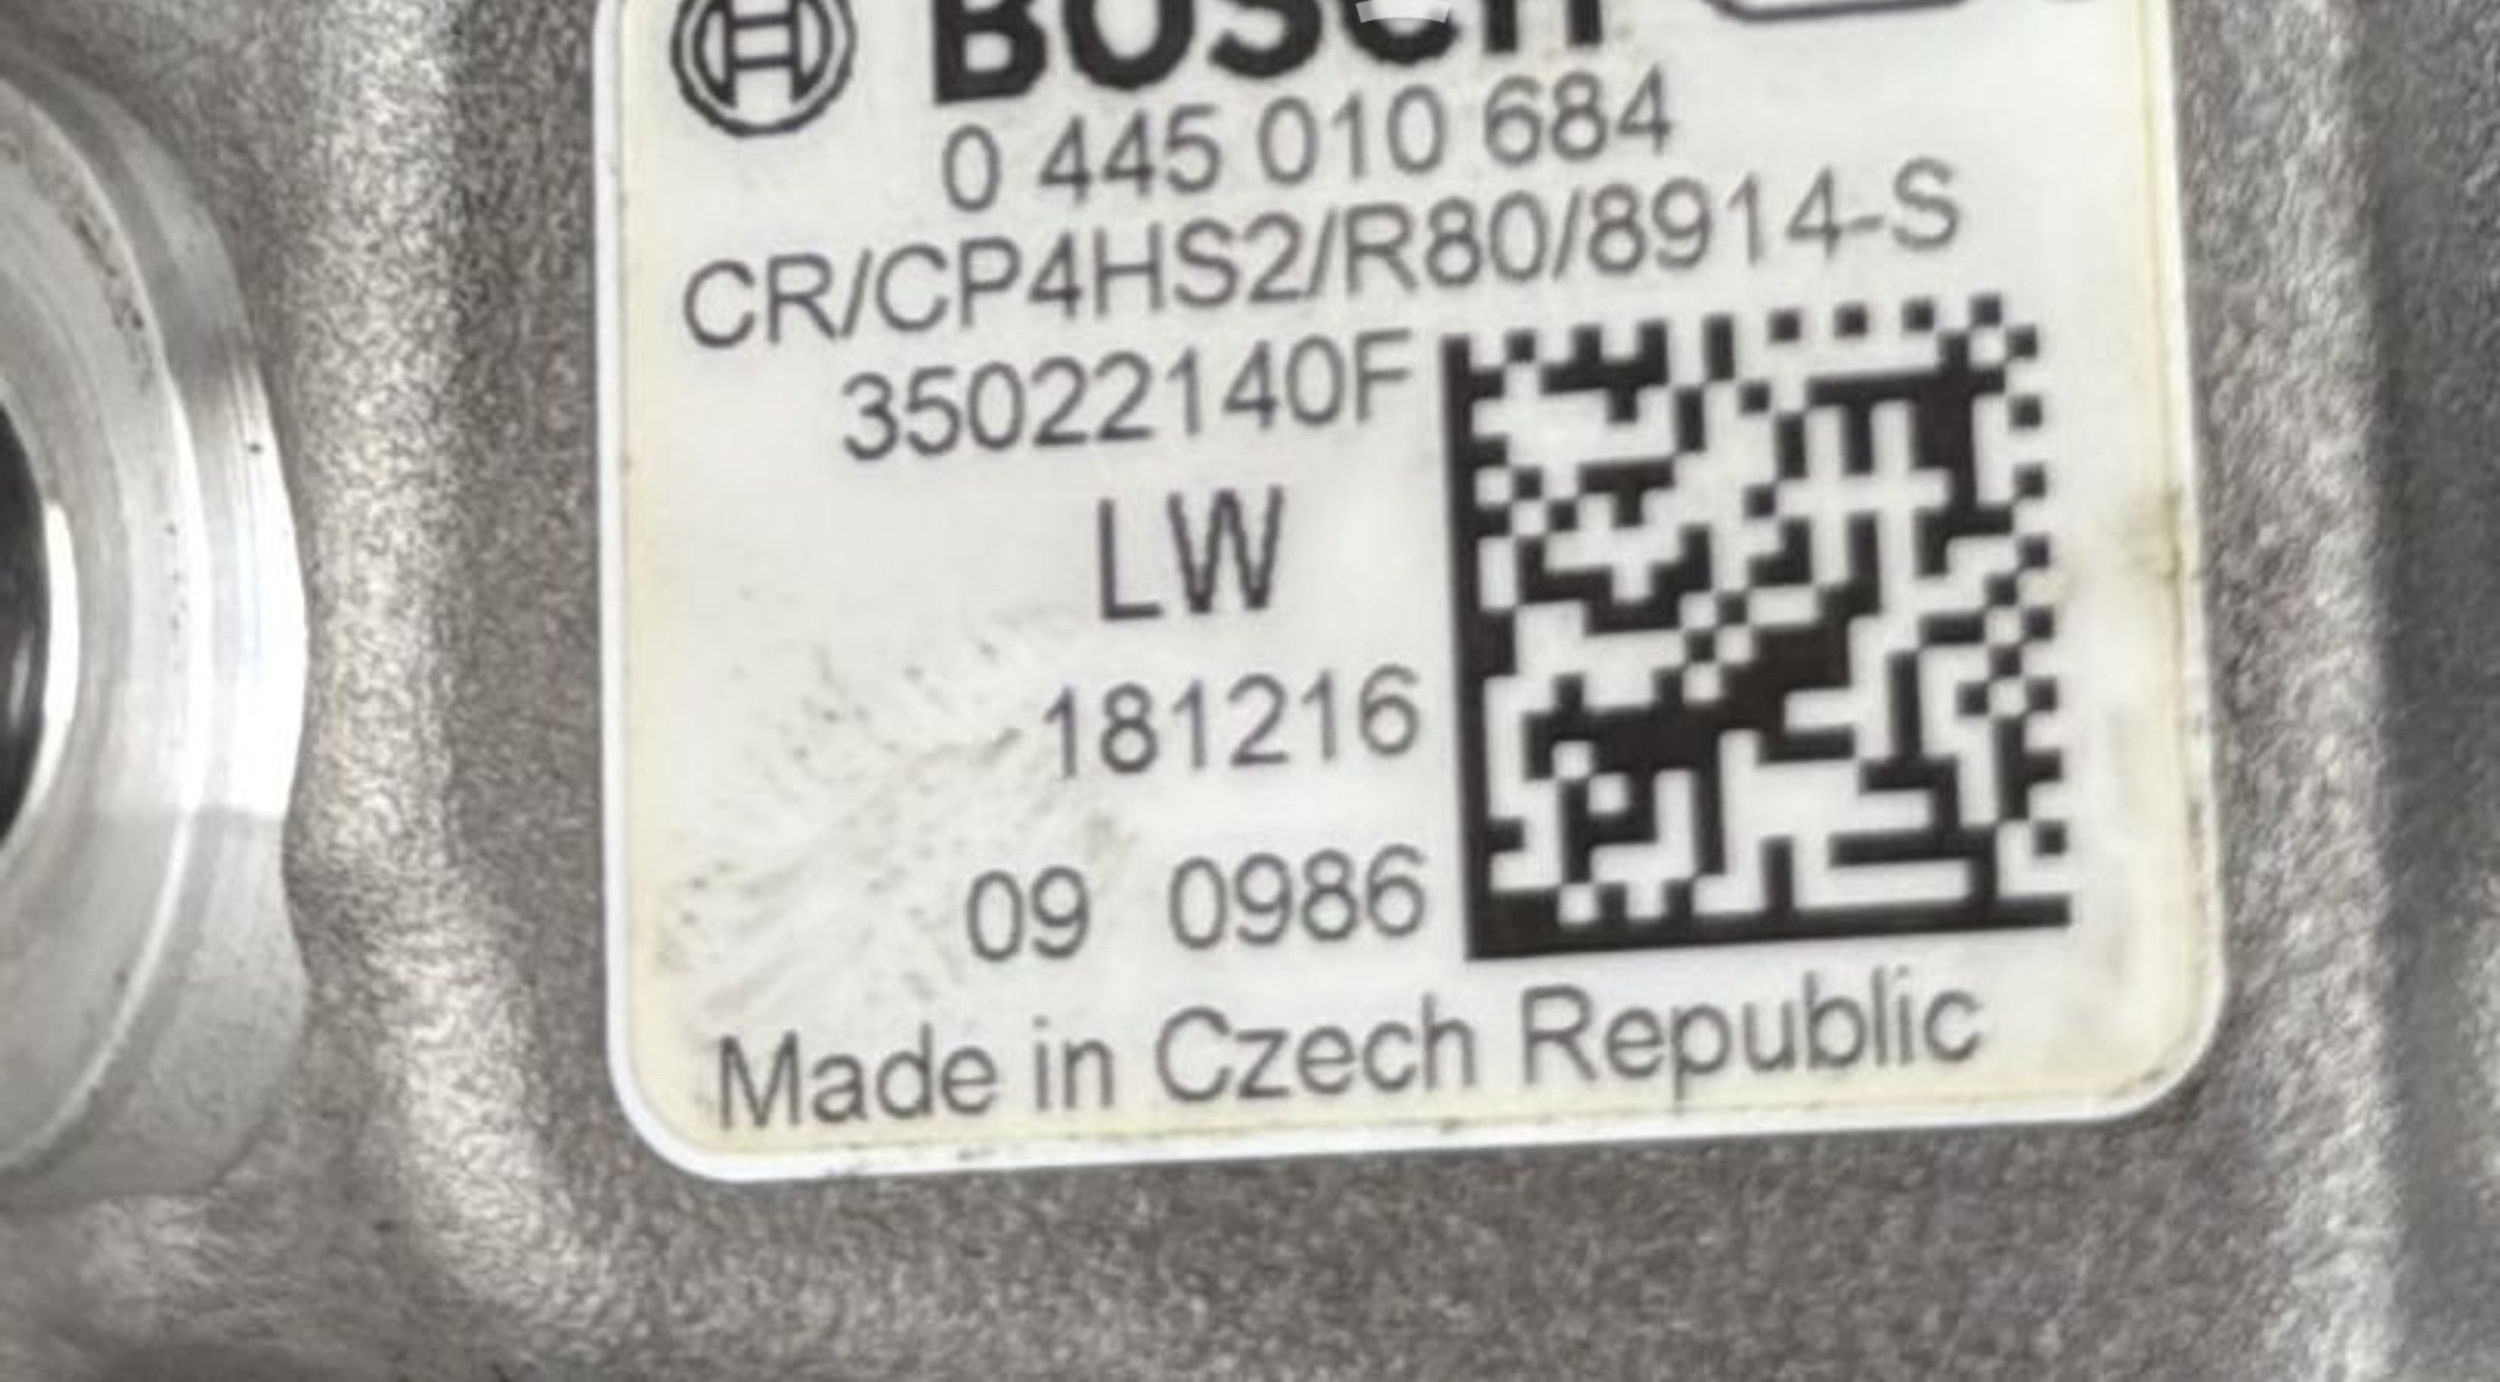 BOSCH
0 445 010 684
CR/CP4HS2/R80/8914-S
35022140F
LW
181216
09 0986
Made in Czech Republic